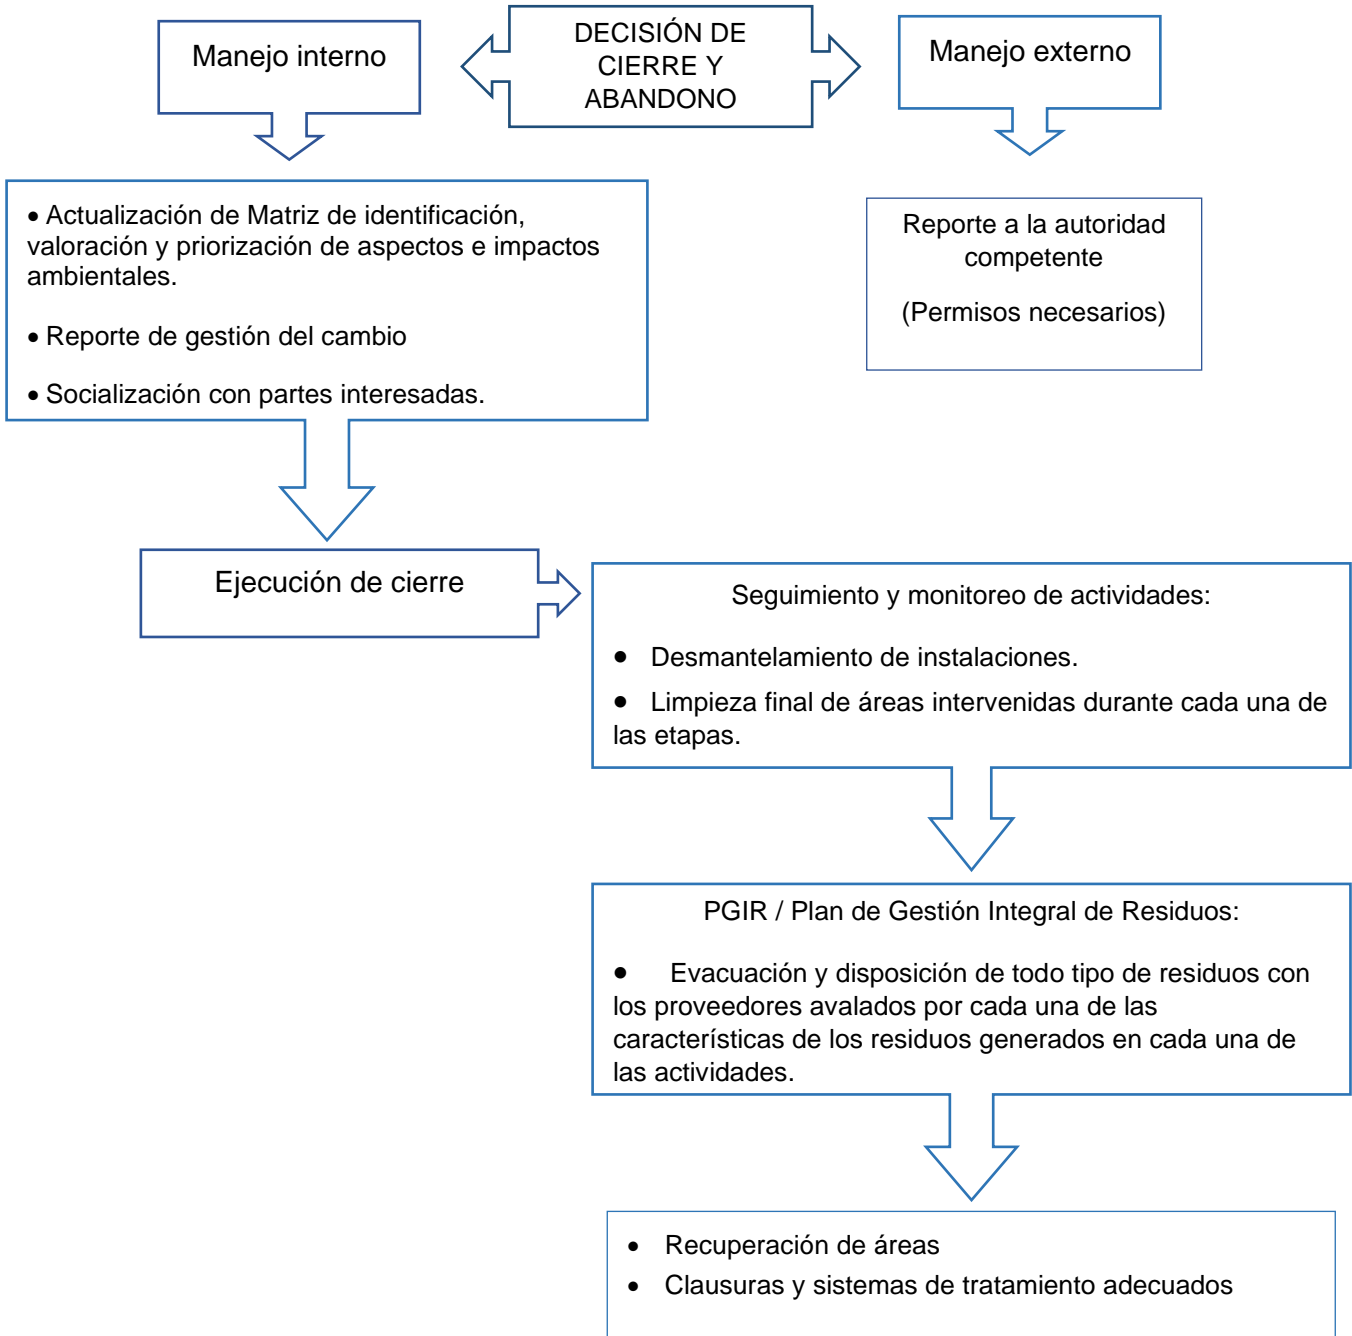 Manejo interno
DECISIÓN DE
CIERRE Y
ABANDONO
Manejo externo
• Actualización de Matriz de identificación,
valoración y priorización de aspectos e impactos
ambientales.
• Reporte de gestión del cambio
• Socialización con partes interesadas.
Reporte a la autoridad
competente
(Permisos necesarios)
Ejecución de cierre
Seguimiento y monitoreo de actividades:
• Desmantelamiento de instalaciones.
• Limpieza final de áreas intervenidas durante cada una de
las etapas.
PGIR / Plan de Gestión Integral de Residuos:
• Evacuación y disposición de todo tipo de residuos con
los proveedores avalados por cada una de las
características de los residuos generados en cada una de
las actividades.
• Recuperación de áreas
• Clausuras y sistemas de tratamiento adecuados